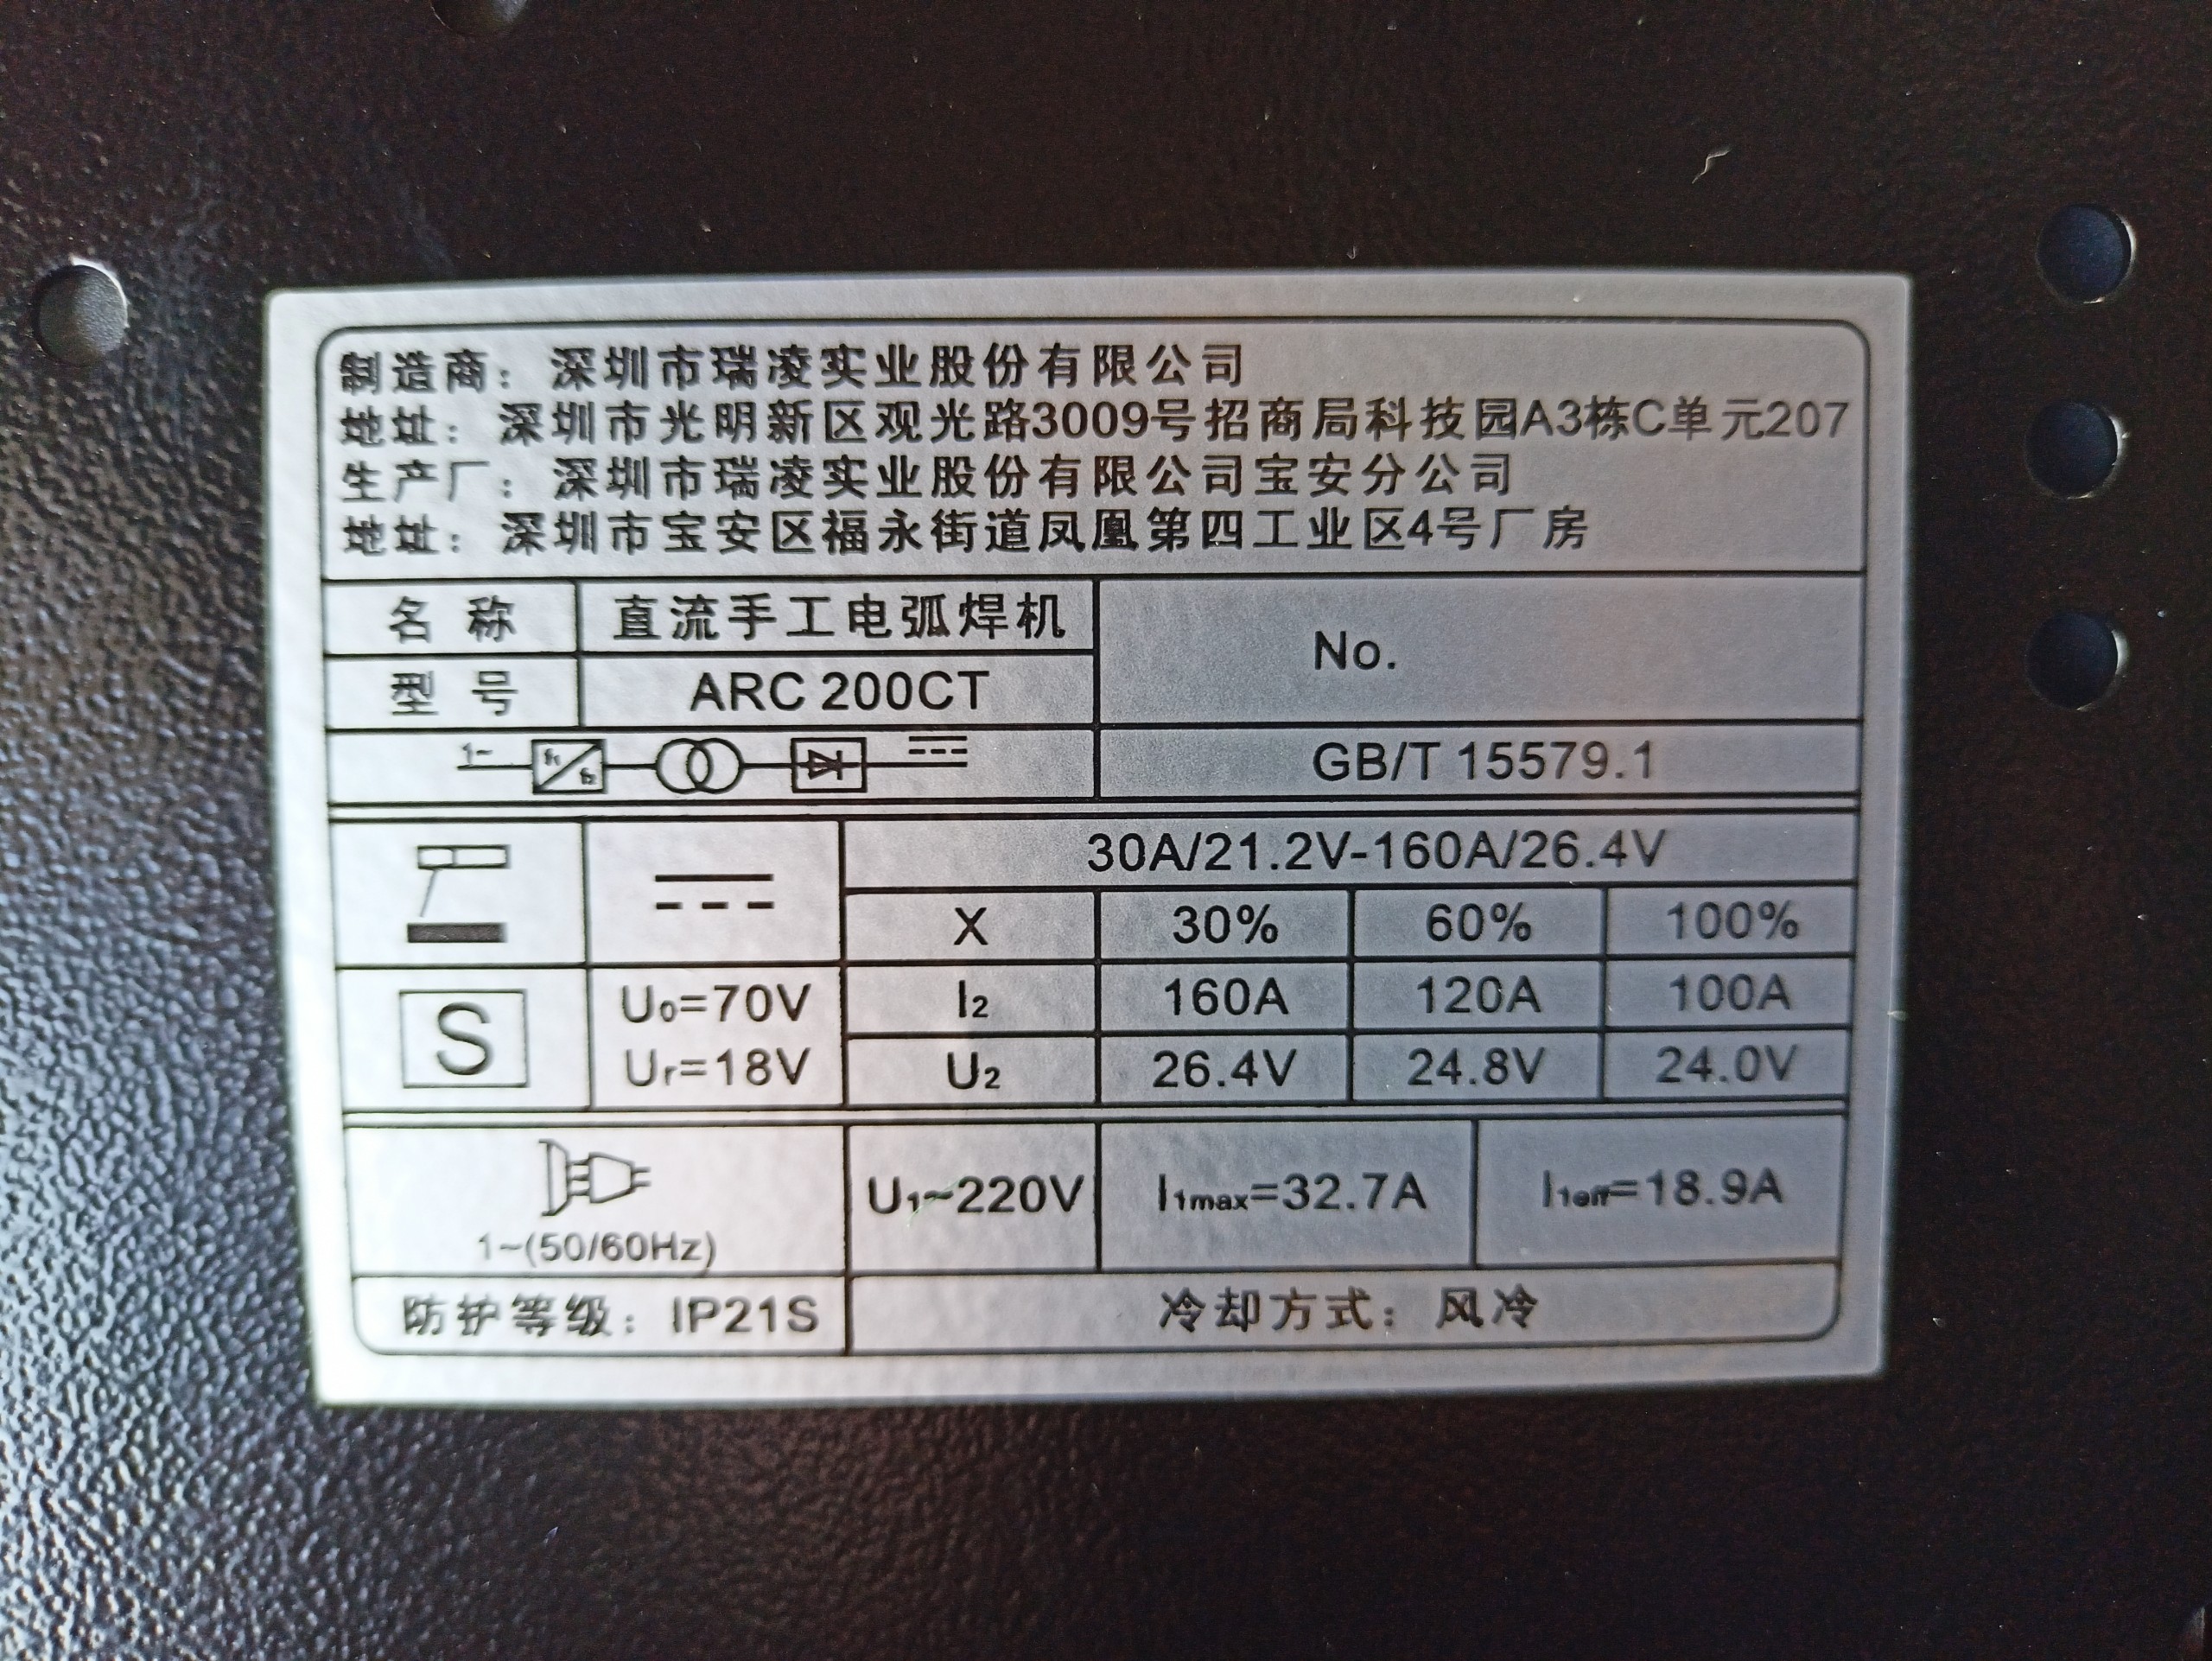 制造商：深圳市瑞凌实业股份有限公司
地址：深圳市光明新区观光路3009号招商局科技园A3栋C单元207
生产厂：深圳市瑞凌实业股份有限公司宝安分公司
地址：深圳市宝安区福永街道凤凰第四工业区4号厂房
名 称 直流手工电弧焊机
No.
型 号 ARC 200CT
1~ f1 f2
GB/T 15579.1
30A/21.2V-160A/26.4V
X 30% 60% 100%
S
U0=70V
Ur=18V
I2 160A 120A 100A
U2 26.4V 24.8V 24.0V
1~(50/60Hz)
U1~220V I1max=32.7A I1eff=18.9A
防护等级：IP21S 冷却方式：风冷